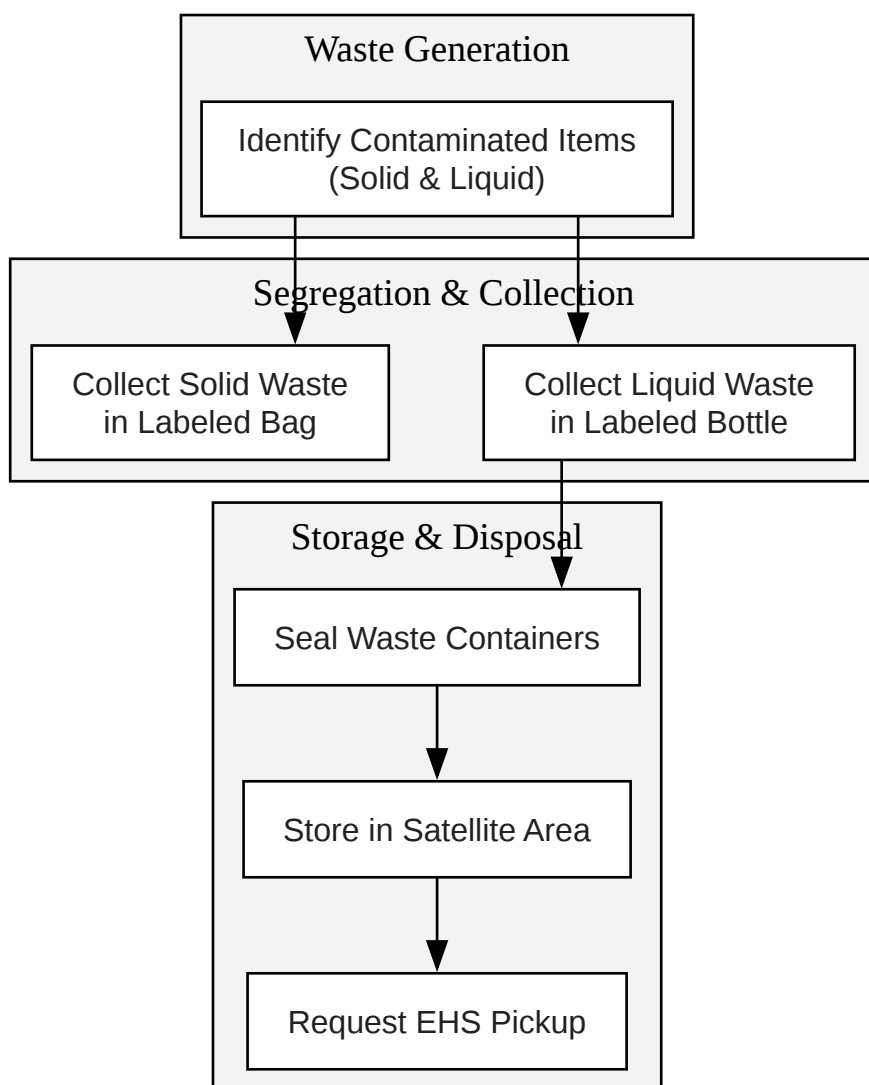 Waste Generation
Identify Contaminated Items
(Solid & Liquid)
Segregation & Collection
Collect Solid Waste
in Labeled Bag
Collect Liquid Waste
in Labeled Bottle
Storage & Disposal
Seal Waste Containers
Store in Satellite Area
Request EHS Pickup